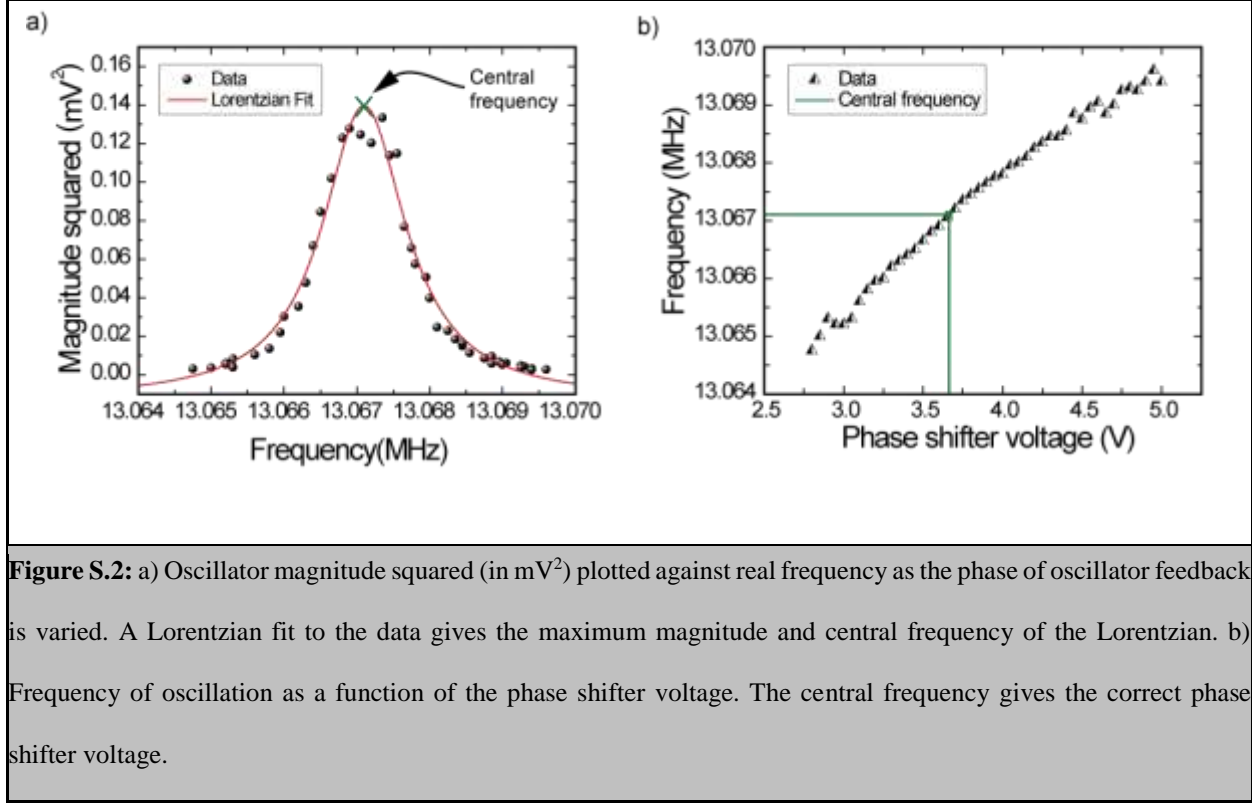 a)
0.16
0.14
0.12
0.10
0.08
0.06
0.04
0.02
0.00
Magnitude squared (mV²)
Data
Lorentzian Fit
Central
frequency
13.064 13.065 13.066 13.067 13.068 13.069 13.070
Frequency(MHz)
b)
13.070
13.069
13.068
13.067
13.066
13.065
13.064
Frequency (MHz)
Data
Central frequency
2.5 3.0 3.5 4.0 4.5 5.0
Phase shifter voltage (V)
Figure S.2: a) Oscillator magnitude squared (in mV²) plotted against real frequency as the phase of oscillator feedback
is varied. A Lorentzian fit to the data gives the maximum magnitude and central frequency of the Lorentzian. b)
Frequency of oscillation as a function of the phase shifter voltage. The central frequency gives the correct phase
shifter voltage.